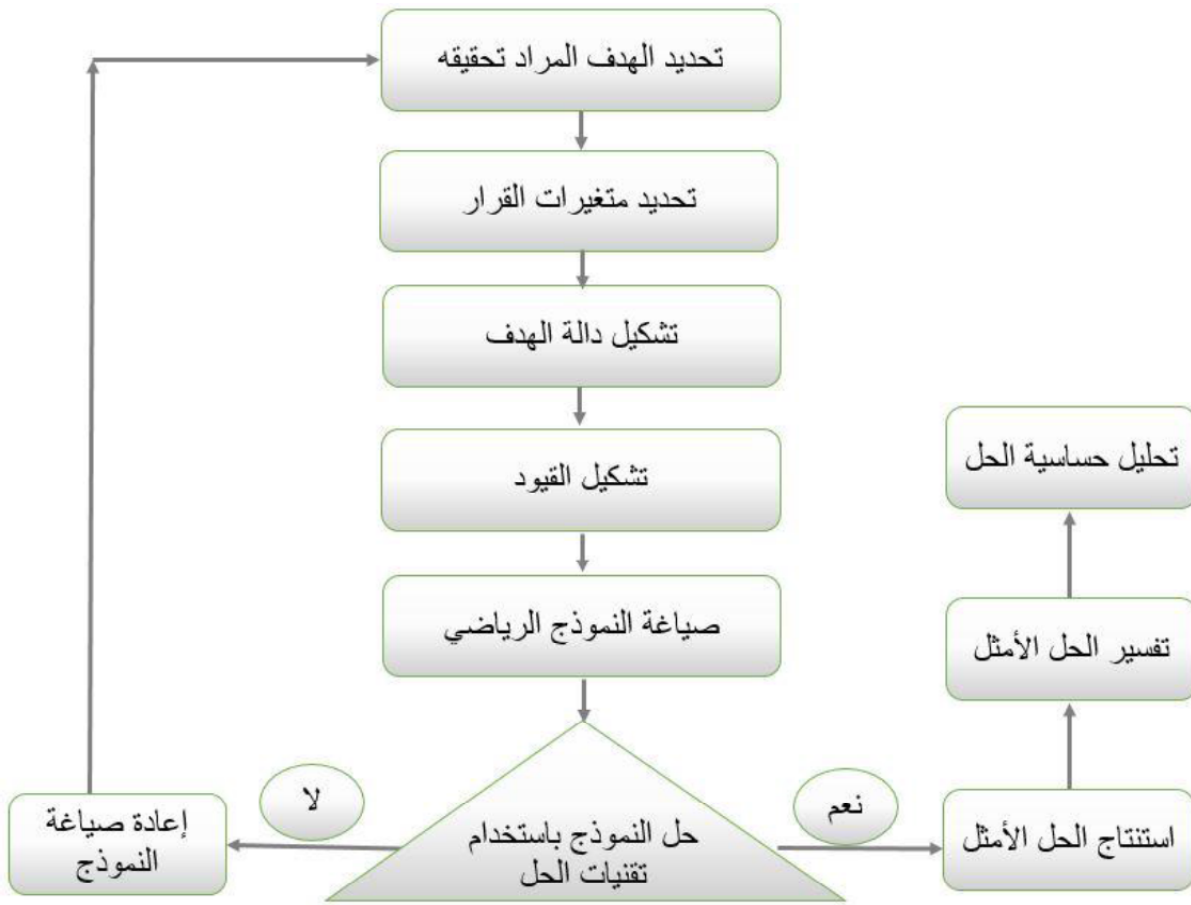 تحديد الهدف المراد تحقيقه
تحديد متغيرات القرار
تشكيل دالة الهدف
تشكيل القيود
صياغة النموذج الرياضي
حل النموذج باستخدام
تقنيات الحل
نعم
استنتاج الحل الأمثل
تفسير الحل الأمثل
تحليل حساسية الحل
لا
إعادة صياغة
النموذج